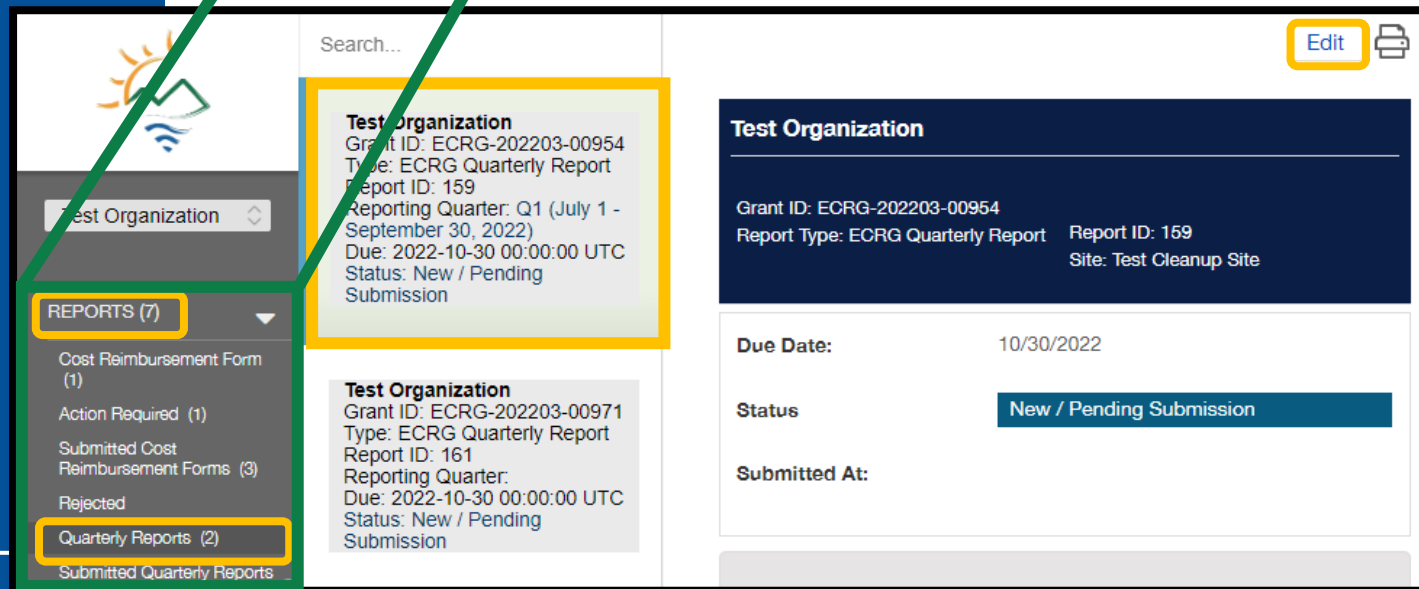 Search...
Edit
Test Organization
REPORTS (7)
Cost Reimbursement Form
(1)
Action Required (1)
Submitted Cost
Reimbursement Forms (3)
Rejected
Quarterly Reports (2)
Submitted Quarterly Reports
Test Organization
Grant ID: ECRG-202203-00954
Type: ECRG Quarterly Report
Report ID: 159
Reporting Quarter: Q1 (July 1 -
September 30, 2022)
Due: 2022-10-30 00:00:00 UTC
Status: New / Pending
Submission
Test Organization
Grant ID: ECRG-202203-00971
Type: ECRG Quarterly Report
Report ID: 161
Reporting Quarter:
Due: 2022-10-30 00:00:00 UTC
Status: New / Pending
Submission
Test Organization
Grant ID: ECRG-202203-00954
Report Type: ECRG Quarterly Report
Report ID: 159
Site: Test Cleanup Site
Due Date: 10/30/2022
Status New / Pending Submission
Submitted At: